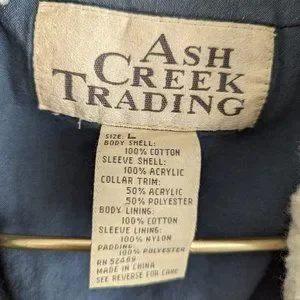 ASH
CREEK
TRADING
SIZE: L
BODY SHELL:
100% COTTON
SLEEVE SHELL:
100% ACRYLIC
COLLAR TRIM:
50% ACRYLIC
50% POLYESTER
BODY LINING:
100% COTTON
SLEEVE LINING:
100% NYLON
PADDING:
100% POLYESTER
RN 52469
MADE IN CHINA
SEE REVERSE FOR CARE